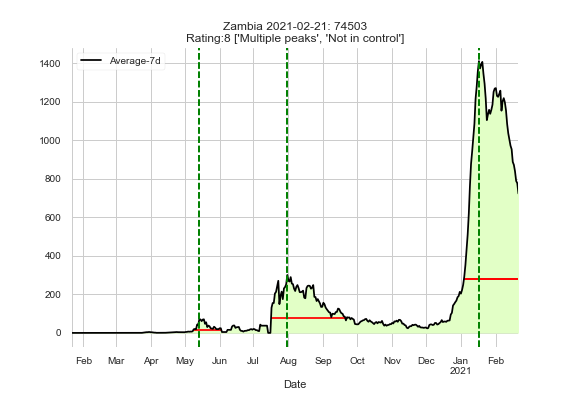 Zambia 2021-02-21: 74503
Rating:8 ['Multiple peaks', 'Not in control']
Average-7d
1400
1200
1000
800
600
400
200
0
Feb Mar Apr May Jun Jul Aug Sep Oct Nov Dec Jan Feb
2021
Date